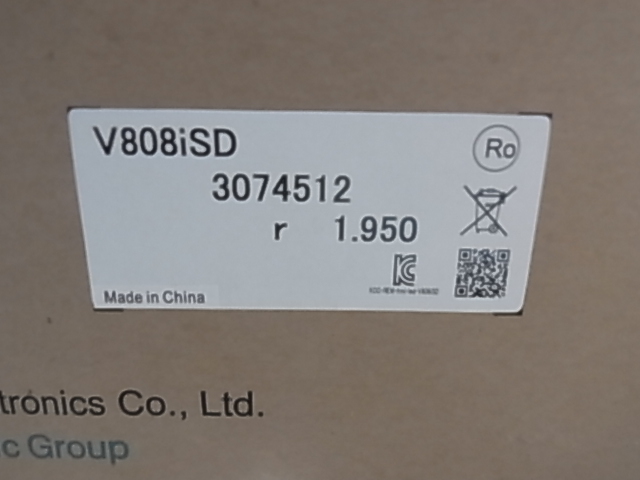 V808iSD
Ro
3074512
r 1.950
Made in China
tronics Co., Ltd.
c Group